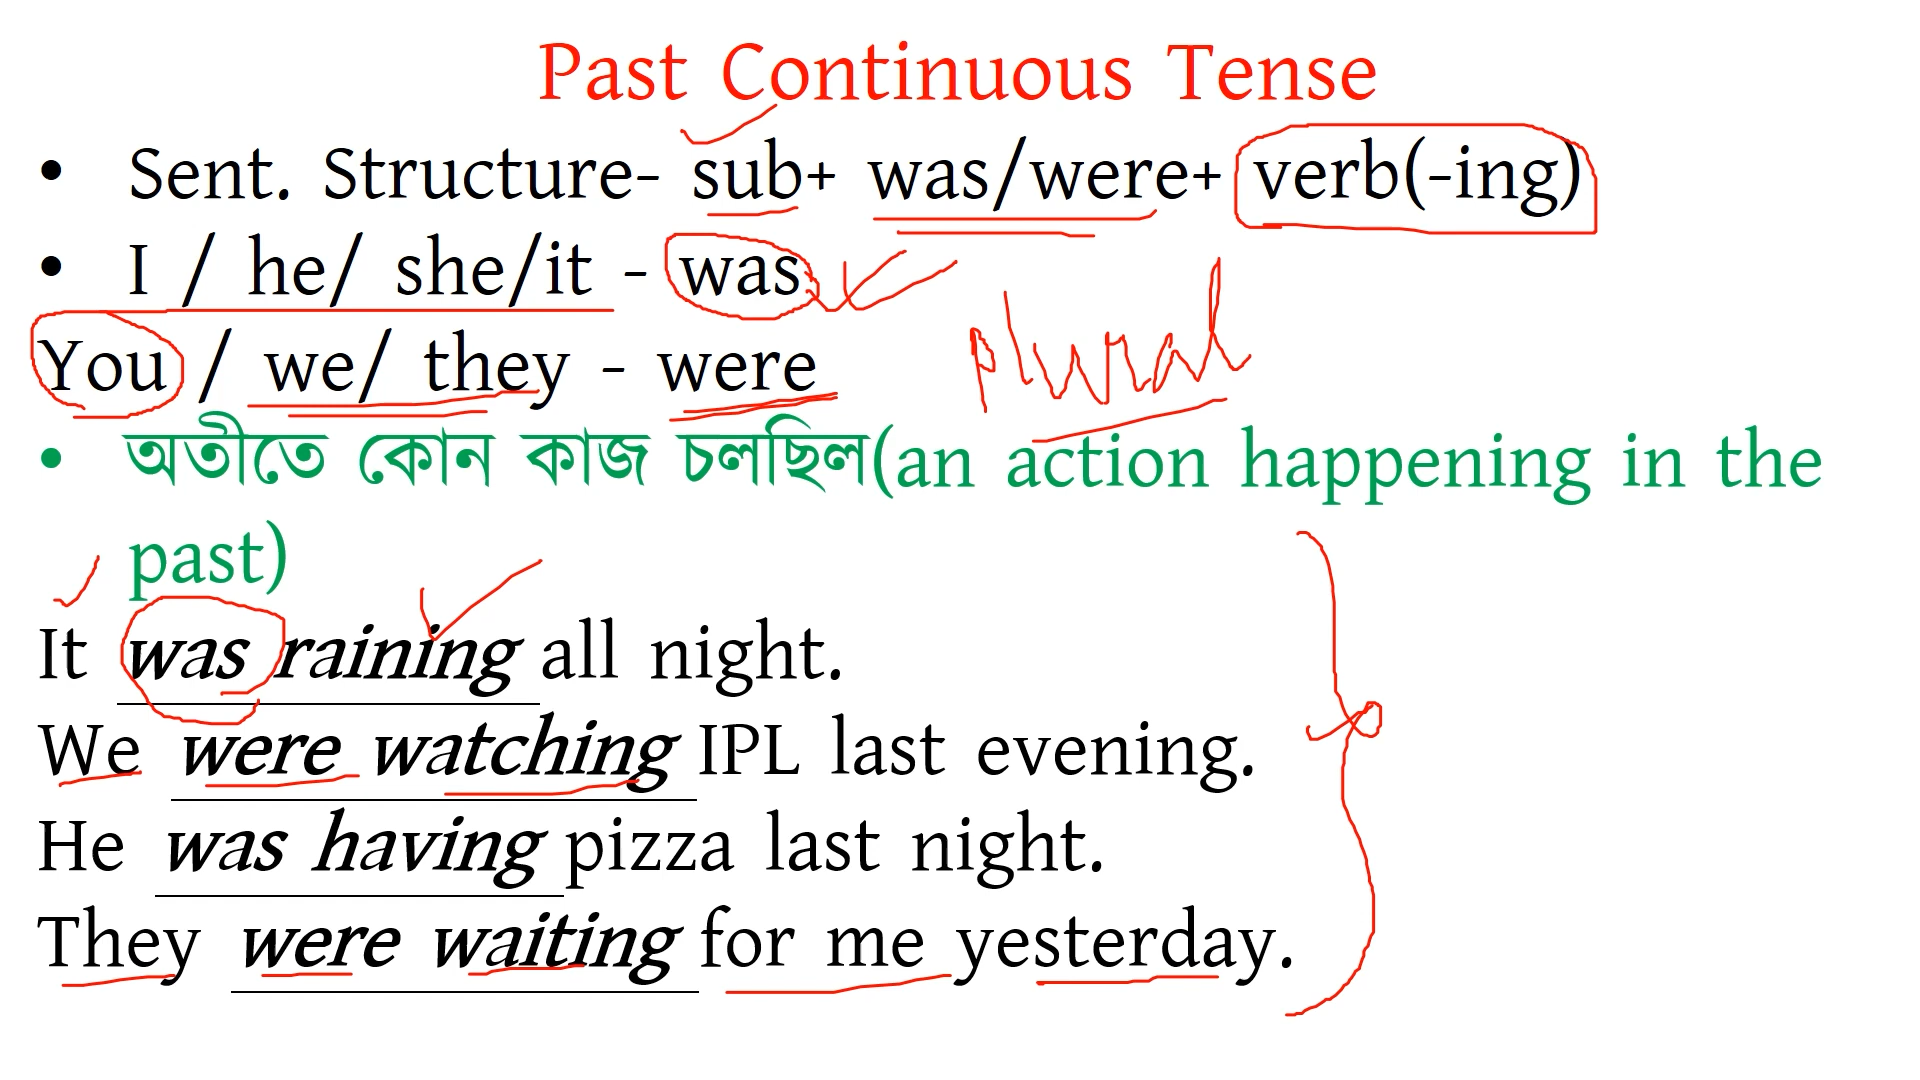 Past Continuous Tense
• Sent. Structure- sub+ was/were+ verb(-ing)
• I / he/ she/it - was
You / we/ they - were plural
• অতীতে কোন কাজ চলছিল(an action happening in the
past)
It was raining all night.
We were watching IPL last evening.
He was having pizza last night.
They were waiting for me yesterday.